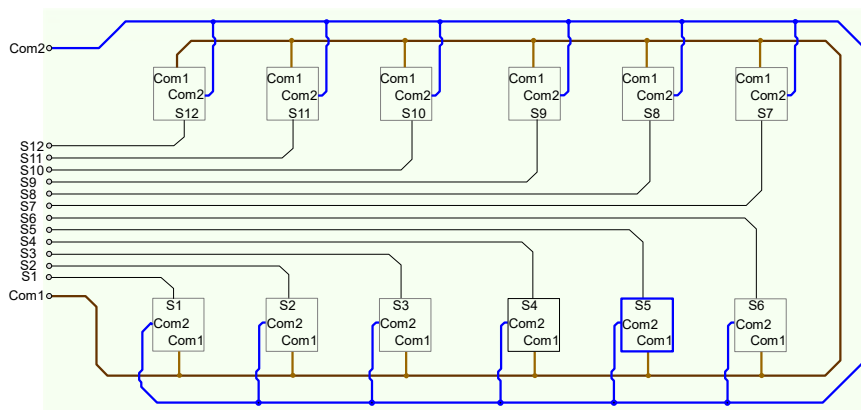 Com2
Com1 Com1 Com1 Com1 Com1 Com1
Com2 Com2 Com2 Com2 Com2 Com2
S12 S11 S10 S9 S8 S7
S12
S11
S10
S9
S8
S7
S6
S5
S4
S3
S2
S1
Com1
S1 S2 S3 S4 S5 S6
Com2 Com2 Com2 Com2 Com2 Com2
Com1 Com1 Com1 Com1 Com1 Com1